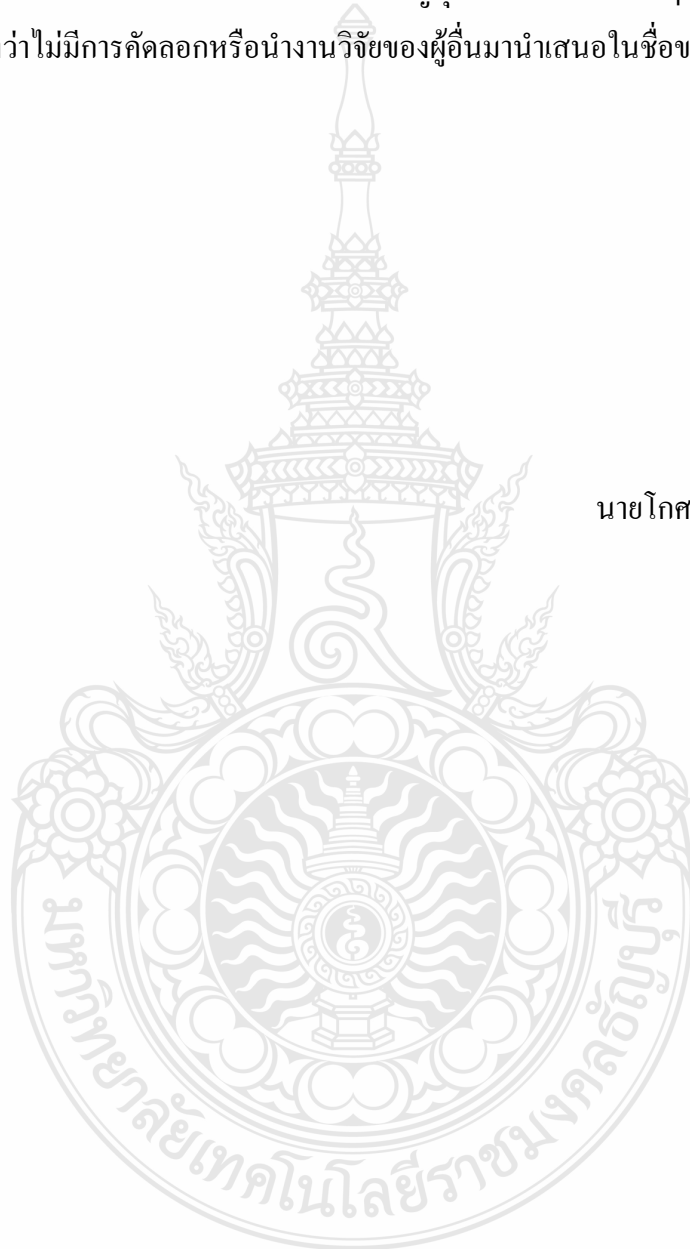 ว่าไม่มีการคัดลอกหรือนำงานวิจัยของผู้อื่นมานำเสนอในชื่อข
นายโกศ
มหาวิทยาลัยเทคโนโลยีราชมงคลธัญบุรี